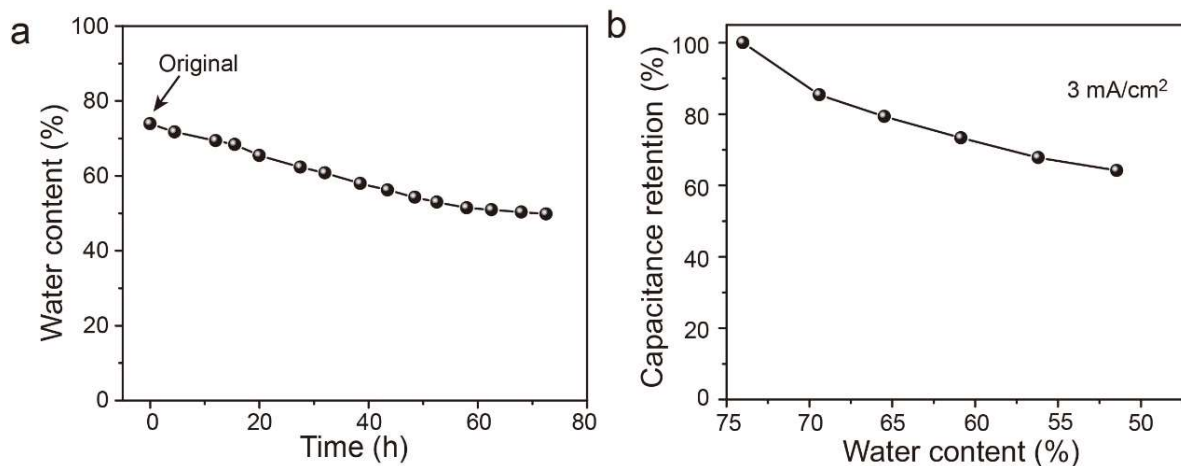 a
Water content (%)
100
80
60
40
20
0
Original
0 20 40 60 80
Time (h)
b
Capacitance retention (%)
100
80
60
40
20
0
3 mA/cm²
75 70 65 60 55 50
Water content (%)